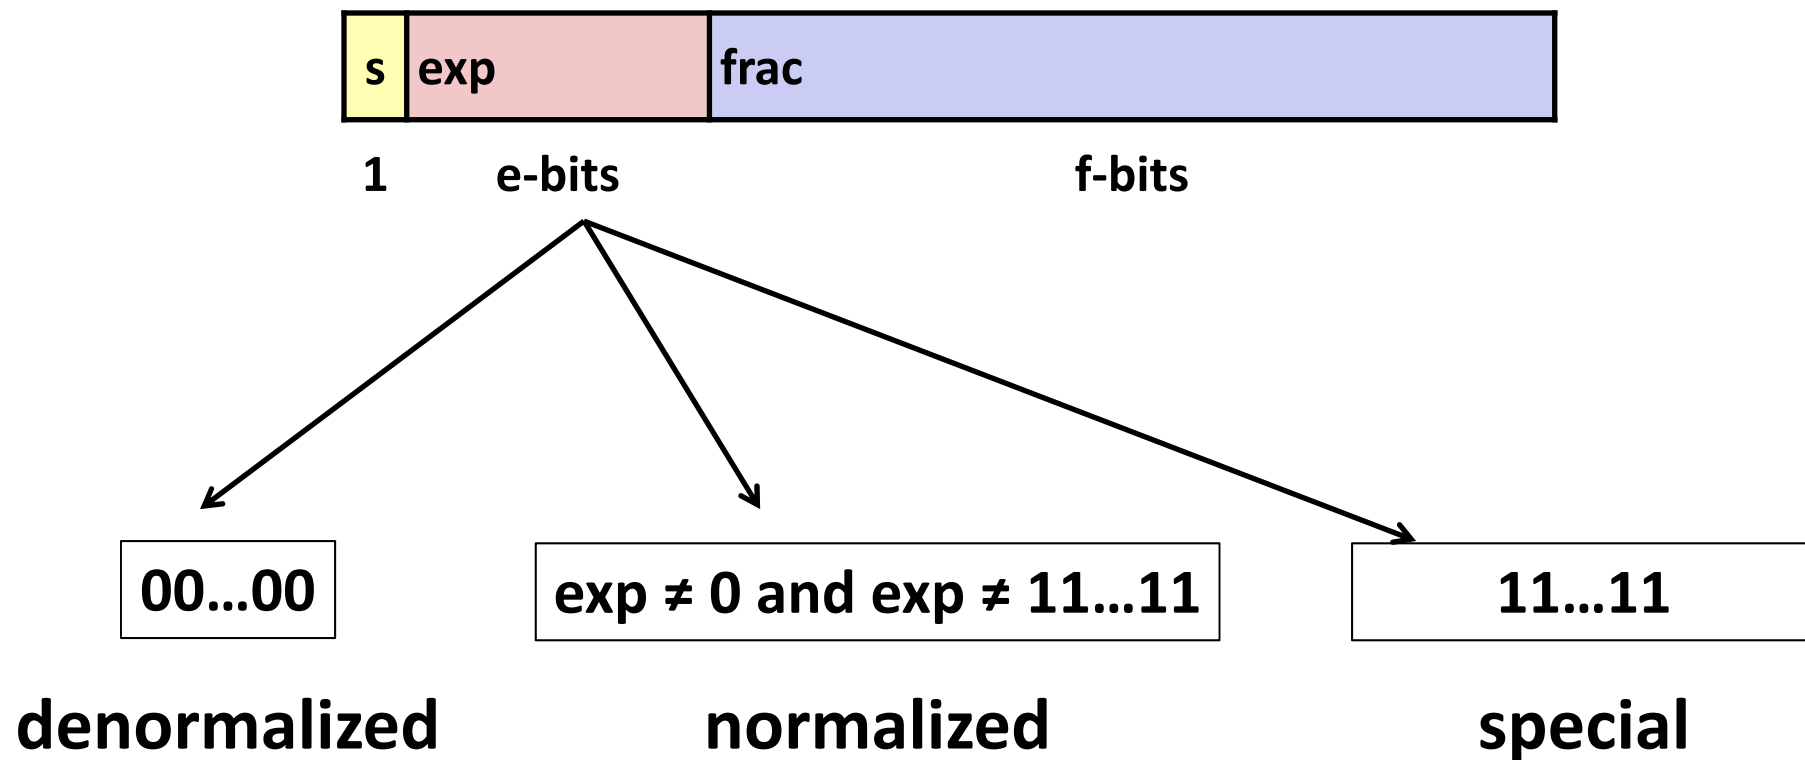 s exp frac
1 e-bits f-bits
00…00 exp ≠ 0 and exp ≠ 11…11 11…11
denormalized normalized special